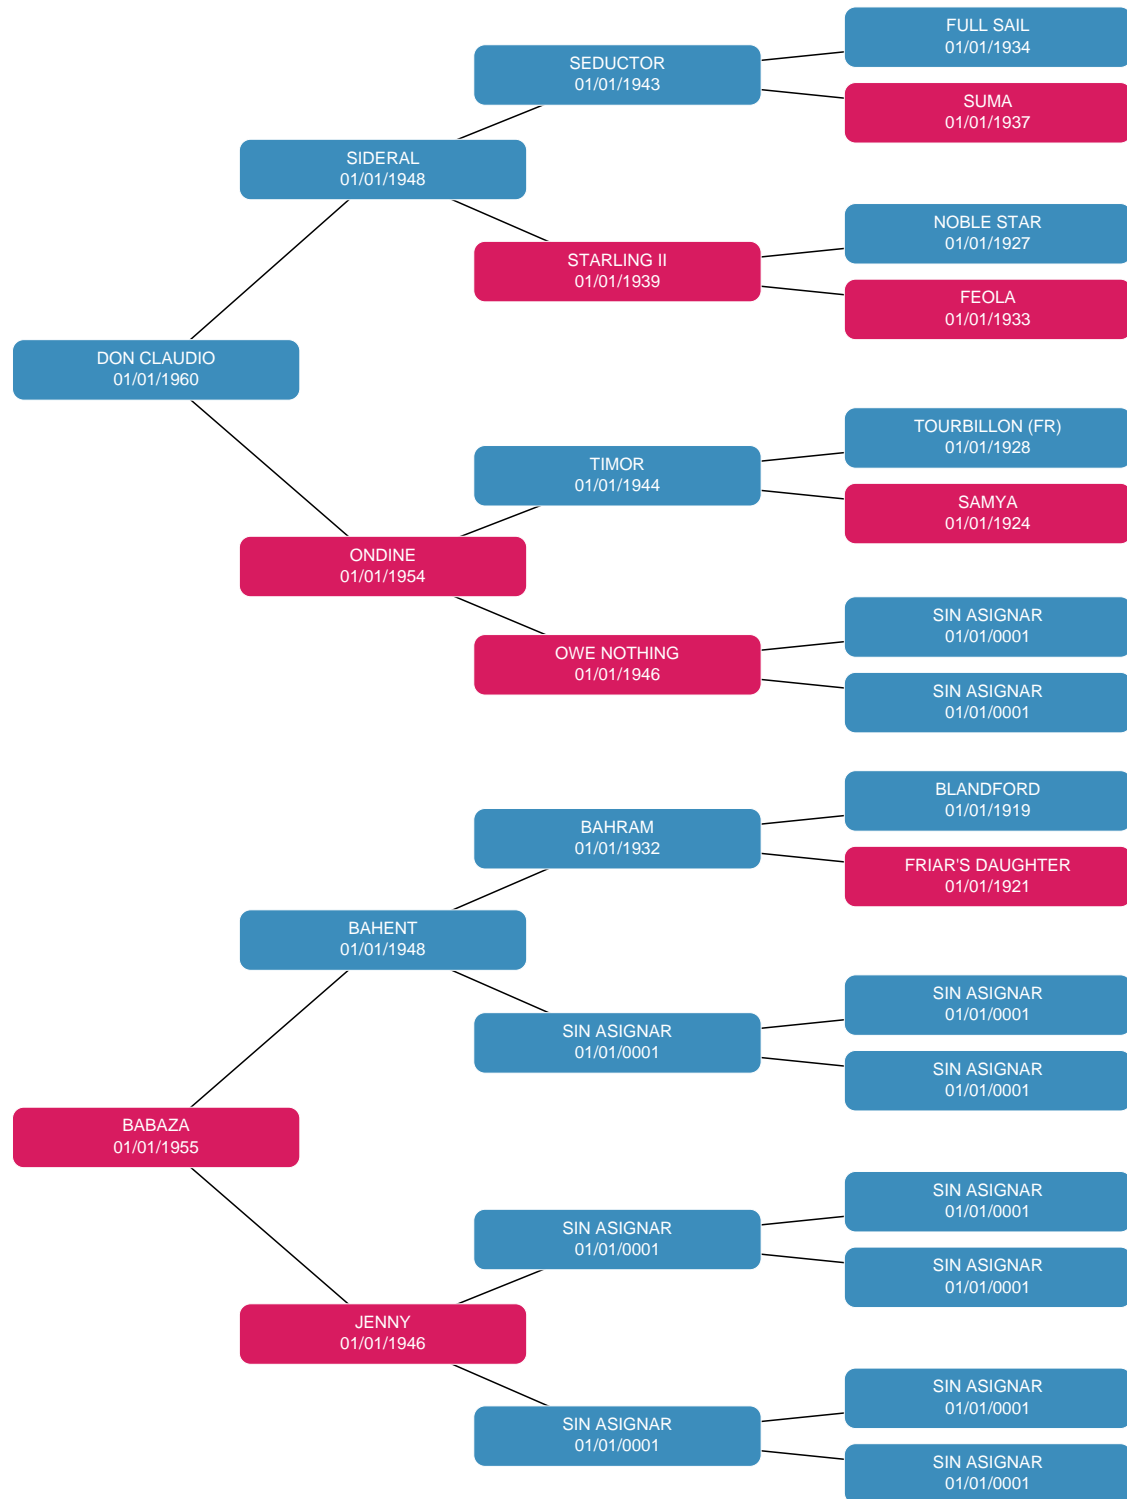 FULL SAIL
01/01/1934
SEDUCTOR
01/01/1943
SUMA
01/01/1937
SIDERAL
01/01/1948
NOBLE STAR
01/01/1927
STARLING II
01/01/1939
FEOLA
01/01/1933
DON CLAUDIO
01/01/1960
TOURBILLON (FR)
01/01/1928
TIMOR
01/01/1944
SAMYA
01/01/1924
ONDINE
01/01/1954
SIN ASIGNAR
01/01/0001
OWE NOTHING
01/01/1946
SIN ASIGNAR
01/01/0001
BLANDFORD
01/01/1919
BAHRAM
01/01/1932
FRIAR'S DAUGHTER
01/01/1921
BAHENT
01/01/1948
SIN ASIGNAR
01/01/0001
SIN ASIGNAR
01/01/0001
SIN ASIGNAR
01/01/0001
BABAZA
01/01/1955
SIN ASIGNAR
01/01/0001
SIN ASIGNAR
01/01/0001
SIN ASIGNAR
01/01/0001
JENNY
01/01/1946
SIN ASIGNAR
01/01/0001
SIN ASIGNAR
01/01/0001
SIN ASIGNAR
01/01/0001